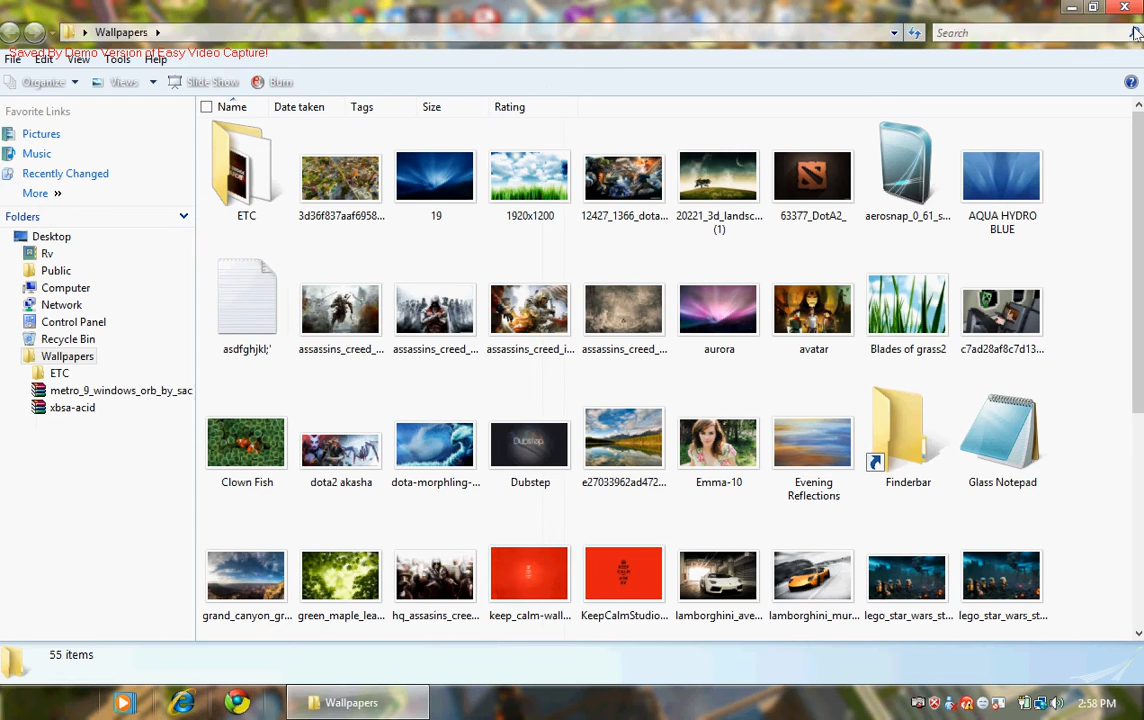 Wallpapers
Search
Saved By Demo Version of Easy Video Capture!
File Edit View Tools Help
Organize Views Slide Show Burn
Favorite Links
Pictures
Music
Recently Changed
More »
Folders
Desktop
Rv
Public
Computer
Network
Control Panel
Recycle Bin
Wallpapers
ETC
metro_9_windows_orb_by_sac
xbsa-acid
Name Date taken Tags Size Rating
ETC 3d36f837aaf6958... 19 1920x1200 12427_1366_dota... 20221_3d_landsc... 63377_DotA2_ aerosnap_0_61_s... AQUA HYDRO
(1) BLUE
asdfghjkl;' assassins_creed_... assassins_creed_... assassins_creed_i... assassins_creed_... aurora avatar Blades of grass2 c7ad28af8c7d13...
Clown Fish dota2 akasha dota-morphling-... Dubstep e27033962ad472... Emma-10 Evening Finderbar Glass Notepad
Reflections
Dubstep
grand_canyon_gr... green_maple_lea... hq_assasins_cree... keep_calm-wall... KeepCalmStudio... lamborghini_ave... lamborghini_mur... lego_star_wars_st... lego_star_wars_st...
55 items
Wallpapers
2:58 PM